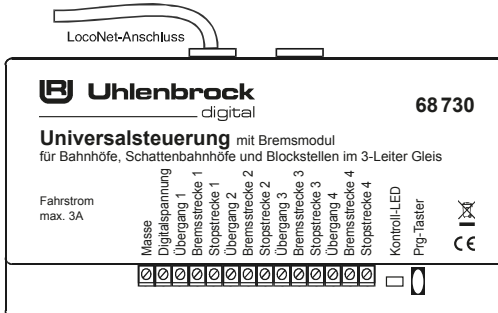 LocoNet-Anschluss
Uhlenbrock
digital
68 730
Universalsteuerung mit Bremsmodul
für Bahnhöfe, Schattenbahnhöfe und Blockstellen im 3-Leiter Gleis
Fahrstrom
max. 3A
Masse
Digitalspannung
Übergang 1
Bremsstrecke 1
Stopstrecke 1
Übergang 2
Bremsstrecke 2
Stopstrecke 2
Übergang 3
Bremsstrecke 3
Stopstrecke 3
Übergang 4
Bremsstrecke 4
Stopstrecke 4
Kontroll-LED
Prg-Taster
CE